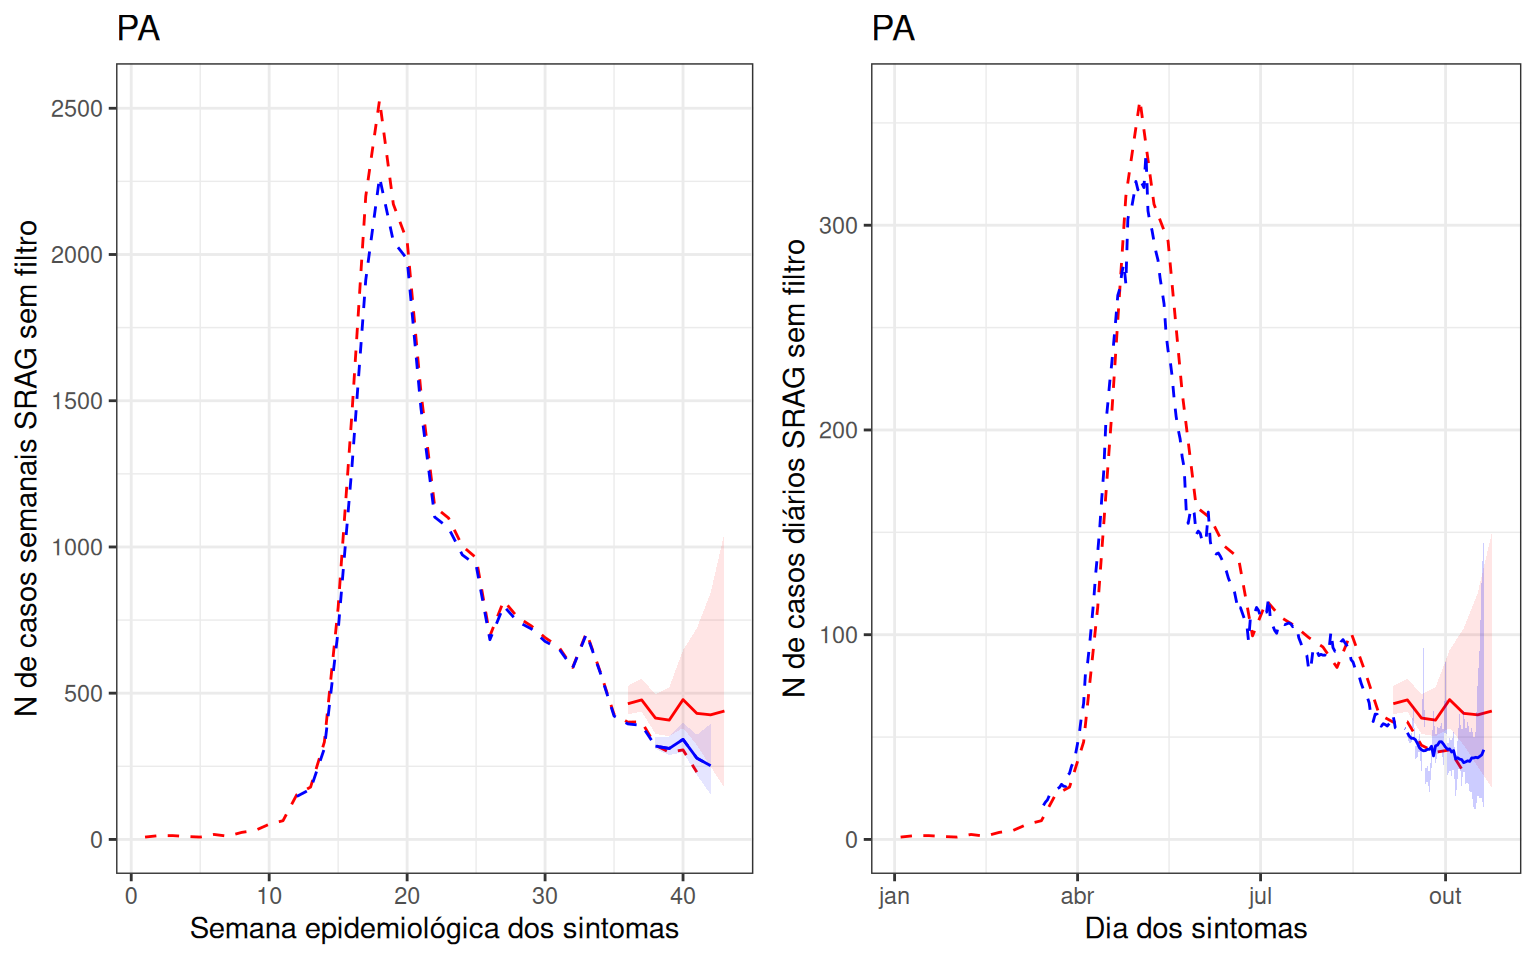 PA
N de casos semanais SRAG sem filtro
2500
2000
1500
1000
500
0
0 10 20 30 40
Semana epidemiológica dos sintomas
PA
N de casos diários SRAG sem filtro
300
200
100
0
jan abr jul out
Dia dos sintomas